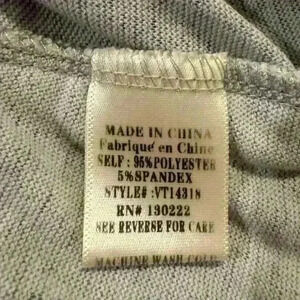 MADE IN CHINA
Fabriqué en Chine
SELF : 95%POLYESTER
5%SPANDEX
STYLE# :VT14318
RN# 130222
SEE REVERSE FOR CARE
MACHINE WASH COLD